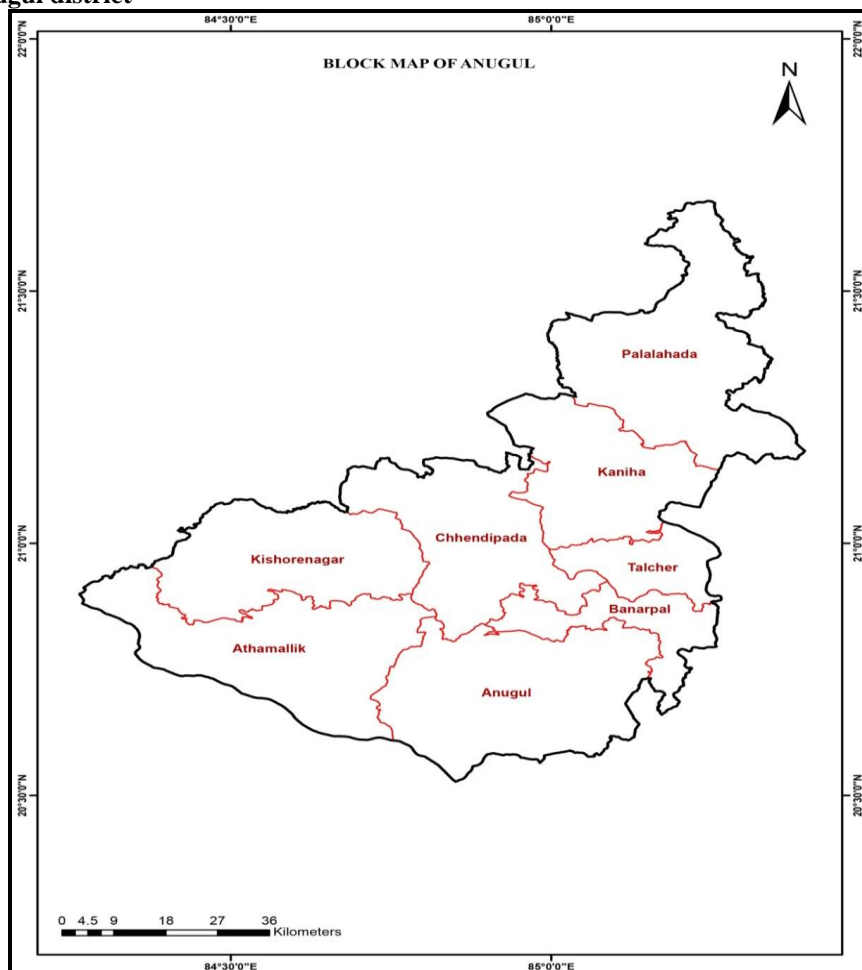 ugul district
84°30'0"E 85°0'0"E
BLOCK MAP OF ANUGUL
N
22°0'0"N 22°0'0"N
21°30'0"N 21°30'0"N
Palalahada
Kaniha
Chhendipada
21°0'0"N 21°0'0"N
Kishorenagar
Talcher
Banarpal
Athamallik
Anugul
20°30'0"N 20°30'0"N
0 4.5 9 18 27 36
Kilometers
84°30'0"E 85°0'0"E